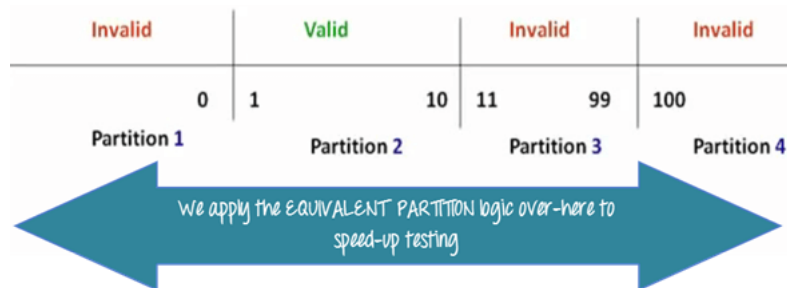 Invalid Valid Invalid Invalid
0 1 10 11 99 100
Partition 1 Partition 2 Partition 3 Partition 4
We apply the EQUIVALENT PARTITION logic over-here to
speed-up testing